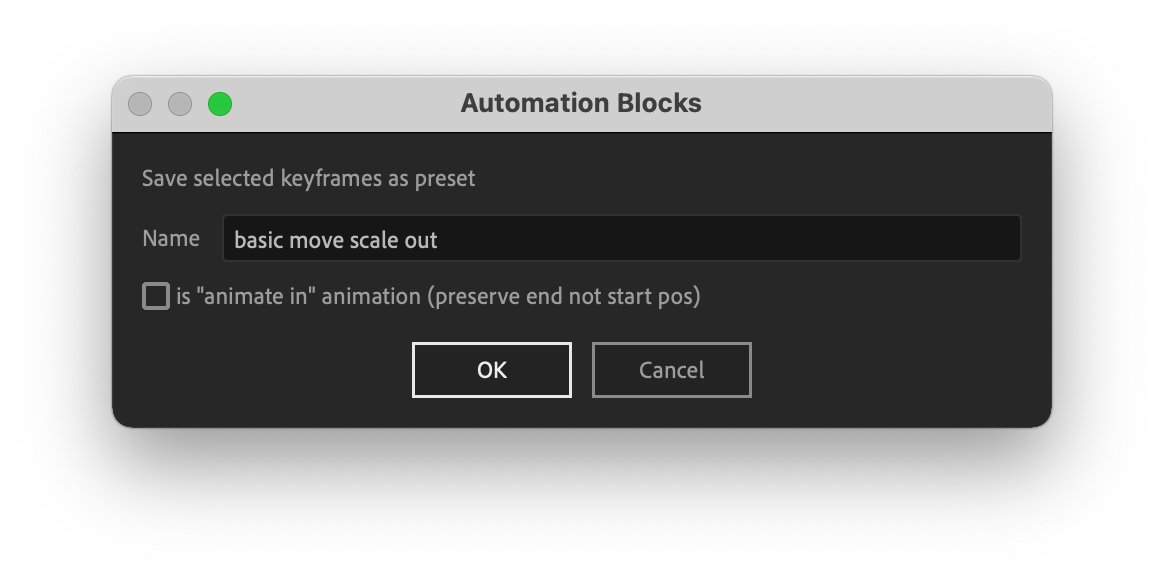 Automation Blocks
Save selected keyframes as preset
Name basic move scale out
is "animate in" animation (preserve end not start pos)
OK Cancel